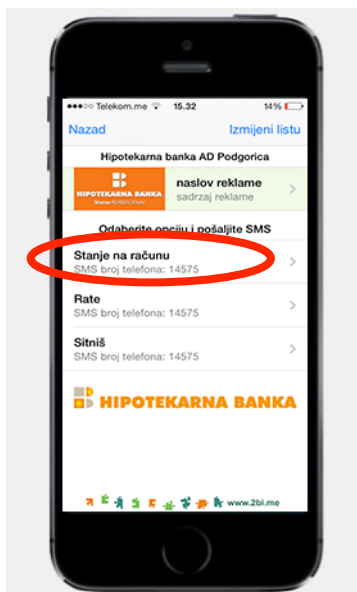 Telekom.me 15.32 14%
Nazad Izmijeni listu
Hipotekarna banka AD Podgorica
HIPOTEKARNA BANKA
naslov reklame
sadrzaj reklame
Odaberite opciju i pošaljite SMS
Stanje na računu
SMS broj telefona: 14575
Rate
SMS broj telefona: 14575
Sitniš
SMS broj telefona: 14575
HIPOTEKARNA BANKA
www.2bi.me